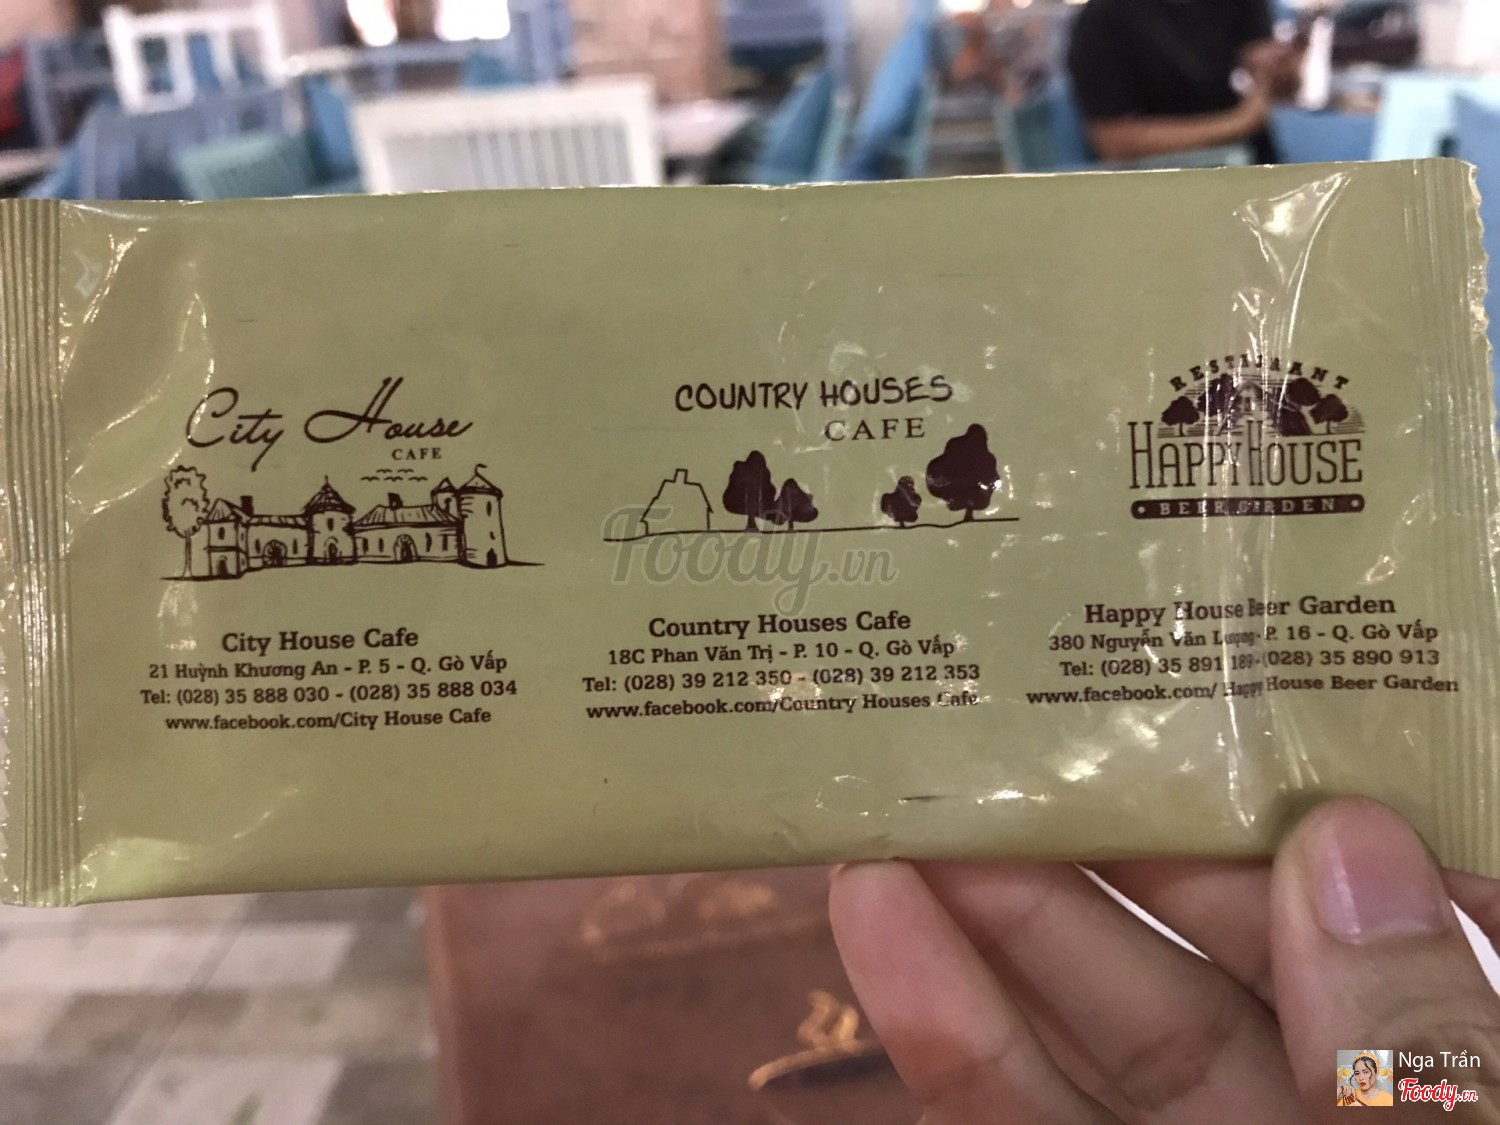 City House
CAFE
COUNTRY HOUSES
CAFE
RESTAURANT
HAPPY HOUSE
BEER GARDEN
City House Cafe
21 Huỳnh Khương An - P. 5 - Q. Gò Vấp
Tel: (028) 35 888 030 - (028) 35 888 034
www.facebook.com/City House Cafe
Country Houses Cafe
18C Phan Văn Trị - P. 10 - Q. Gò Vấp
Tel: (028) 39 212 350 - (028) 39 212 353
www.facebook.com/Country Houses Cafe
Happy House Beer Garden
380 Nguyễn Văn Lượng - P. 16 - Q. Gò Vấp
Tel: (028) 35 891 189 - (028) 35 890 913
www.facebook.com/ Happy House Beer Garden
Foody.vn
Nga Trần
Foody.vn